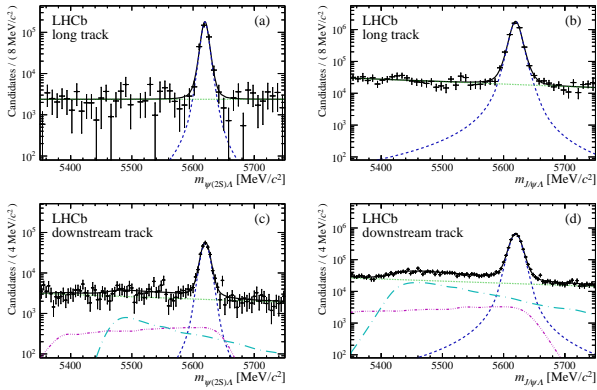 LHCb
long track
(a)
Candidates / ( 8 MeV/c²)
10⁵
10⁴
10³
10²
5400 5500 5600 5700
m_ψ(2S)Λ [MeV/c²]
LHCb
long track
(b)
Candidates / ( 8 MeV/c²)
10⁶
10⁵
10⁴
10³
10²
5400 5500 5600 5700
m_J/ψΛ [MeV/c²]
LHCb
downstream track
(c)
Candidates / ( 4 MeV/c²)
10⁵
10⁴
10³
10²
5400 5500 5600 5700
m_ψ(2S)Λ [MeV/c²]
LHCb
downstream track
(d)
Candidates / ( 4 MeV/c²)
10⁶
10⁵
10⁴
10³
10²
5400 5500 5600 5700
m_J/ψΛ [MeV/c²]